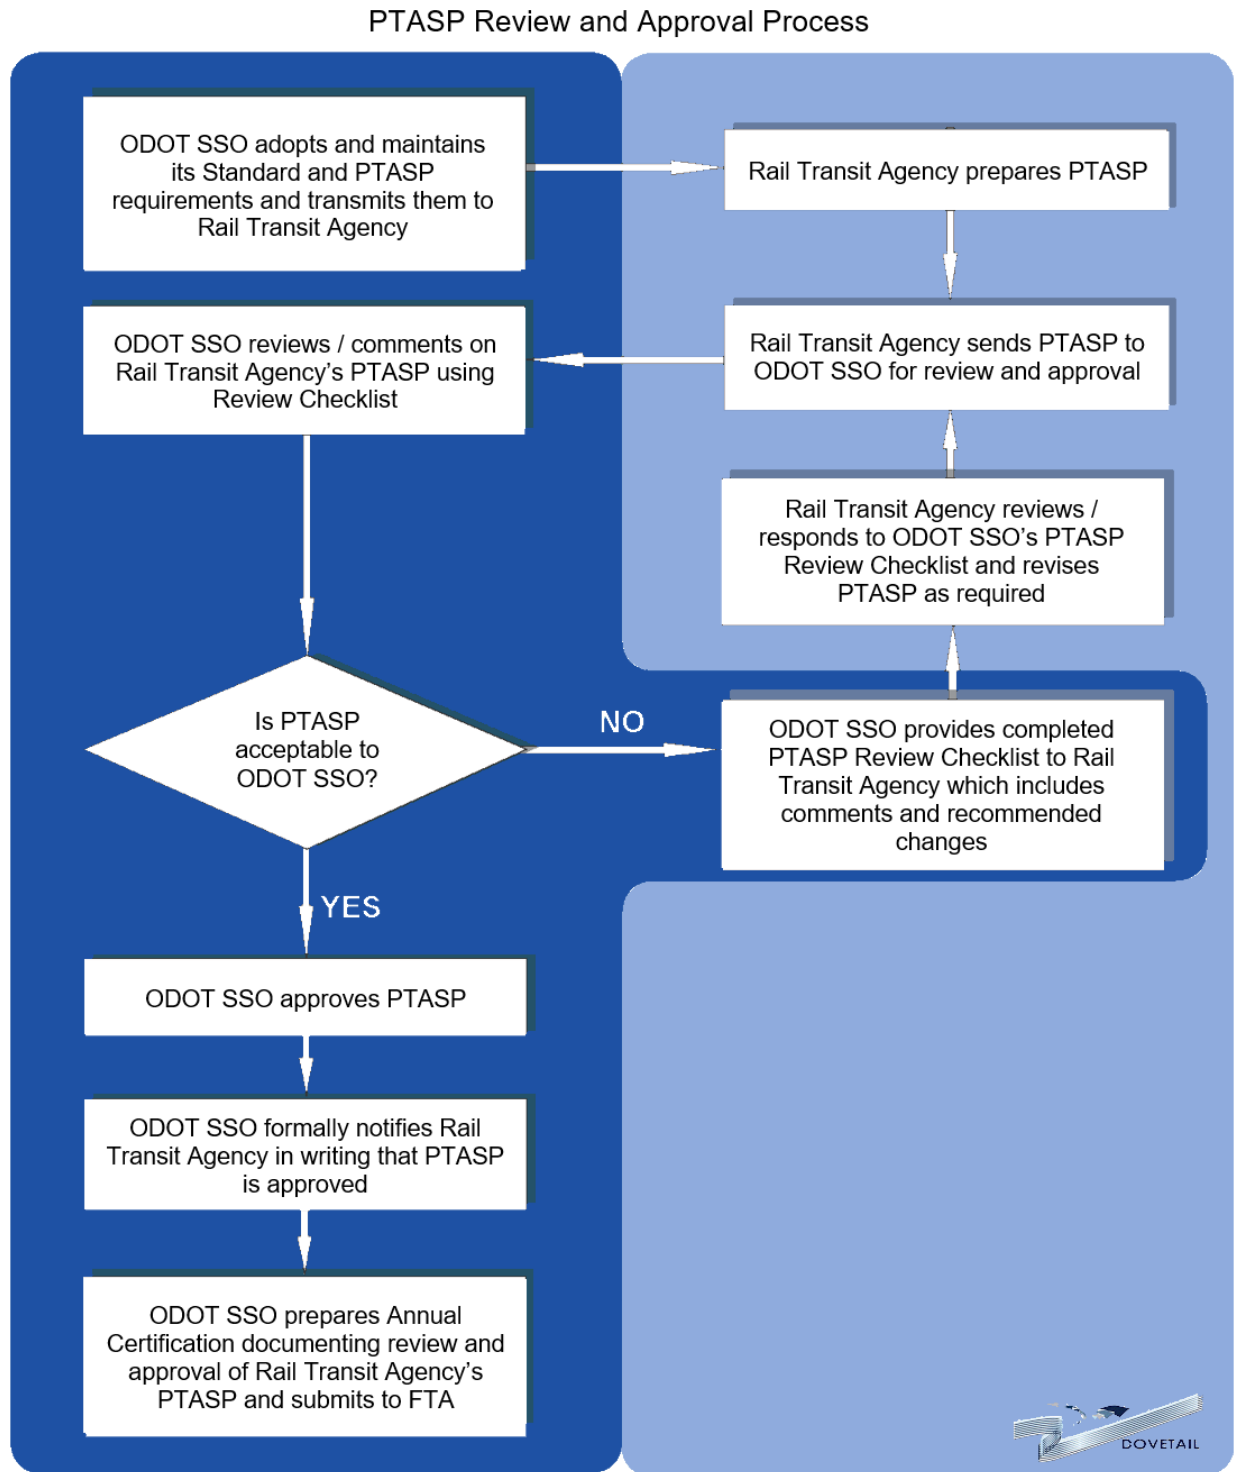 PTASP Review and Approval Process
ODOT SSO adopts and maintains
its Standard and PTASP
requirements and transmits them to
Rail Transit Agency
Rail Transit Agency prepares PTASP
Rail Transit Agency sends PTASP to
ODOT SSO for review and approval
ODOT SSO reviews / comments on
Rail Transit Agency’s PTASP using
Review Checklist
Is PTASP
acceptable to
ODOT SSO?
NO
ODOT SSO provides completed
PTASP Review Checklist to Rail
Transit Agency which includes
comments and recommended
changes
Rail Transit Agency reviews /
responds to ODOT SSO’s PTASP
Review Checklist and revises
PTASP as required
YES
ODOT SSO approves PTASP
ODOT SSO formally notifies Rail
Transit Agency in writing that PTASP
is approved
ODOT SSO prepares Annual
Certification documenting review and
approval of Rail Transit Agency’s
PTASP and submits to FTA
DOVETAIL